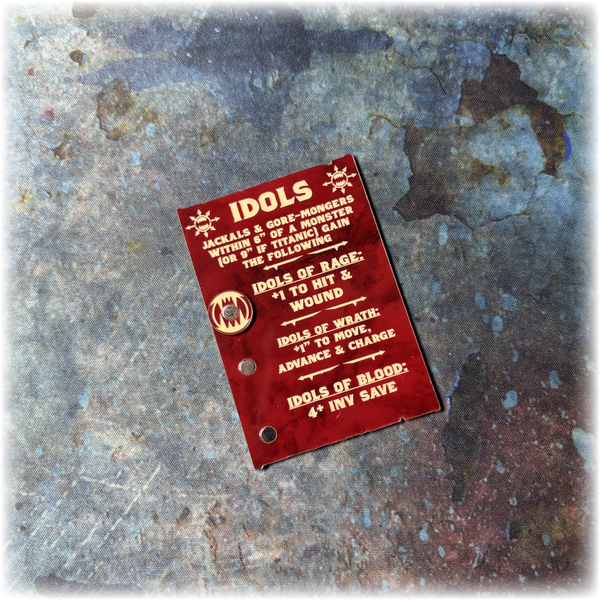 IDOLS
JACKALS & GORE-MONGERS
WITHIN 6" OF A MONSTER
(OR 9" IF TITANIC) GAIN
THE FOLLOWING
IDOLS OF RAGE:
+1 TO HIT &
WOUND
IDOLS OF WRATH:
+1" TO MOVE,
ADVANCE & CHARGE
IDOLS OF BLOOD:
4+ INV SAVE